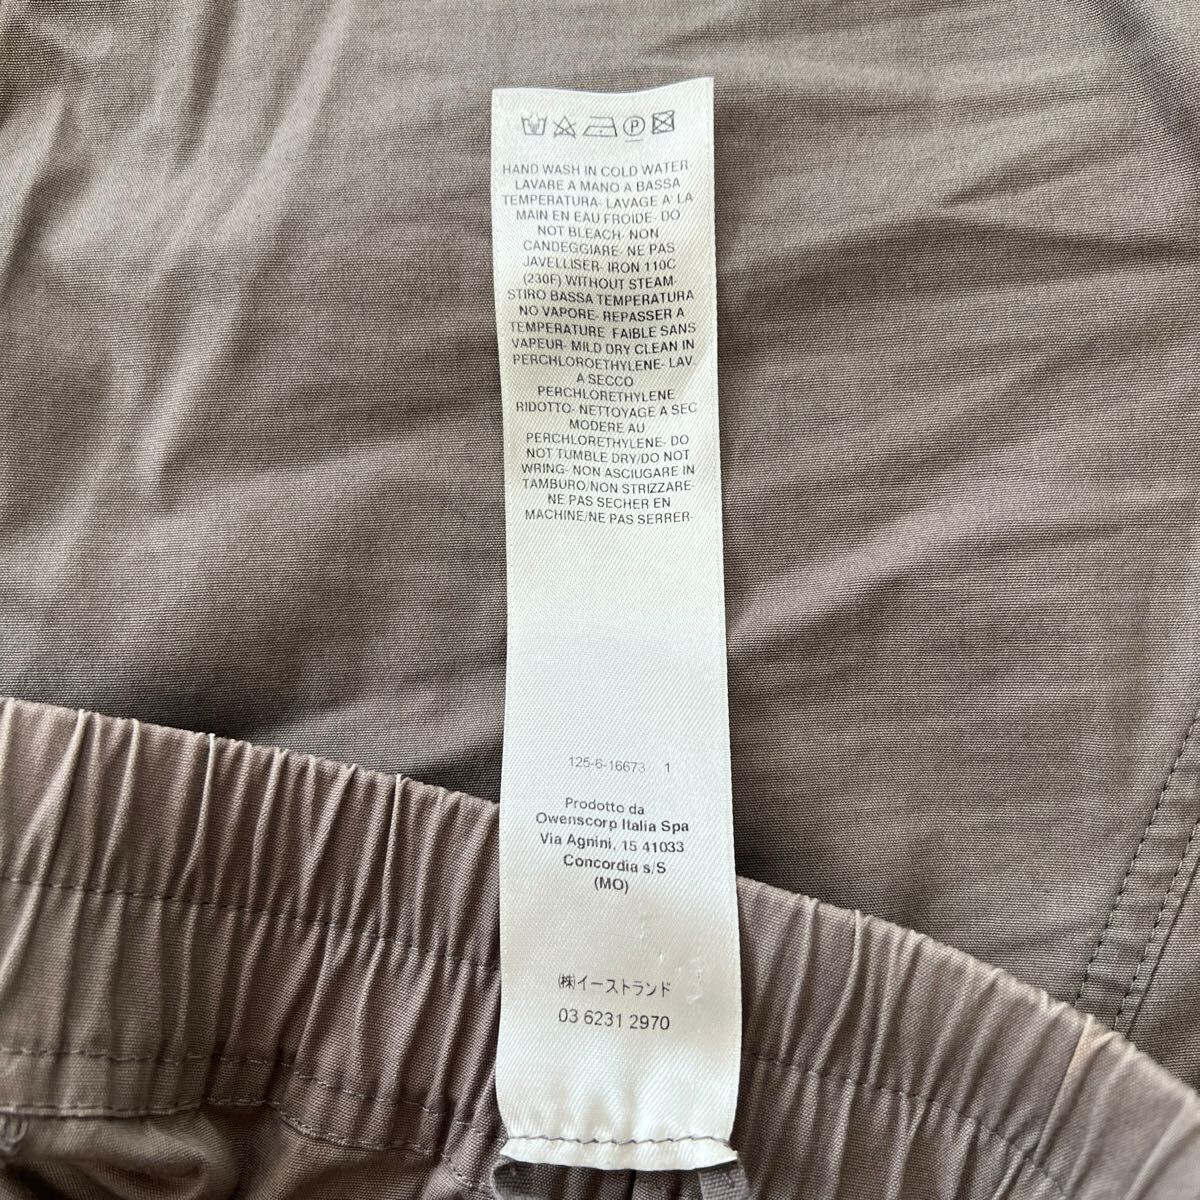 P
HAND WASH IN COLD WATER-
LAVARE A MANO A BASSA
TEMPERATURA- LAVAGE A' LA
MAIN EN EAU FROIDE- DO
NOT BLEACH- NON
CANDEGGIARE- NE PAS
JAVELLISER- IRON 110C
(230F) WITHOUT STEAM-
STIRO BASSA TEMPERATURA
NO VAPORE- REPASSER A
TEMPERATURE FAIBLE SANS
VAPEUR- MILD DRY CLEAN IN
PERCHLOROETHYLENE- LAV.
A SECCO
PERCHLOROETHYLENE
RIDOTTO- NETTOYAGE A SEC
MODERE AU
PERCHLORETHYLENE- DO
NOT TUMBLE DRY/DO NOT
WRING- NON ASCIUGARE IN
TAMBURO/NON STRIZZARE-
NE PAS SECHER EN
MACHINE/NE PAS SERRER-
125-6-16673 1
Prodotto da
Owenscorp Italia Spa
Via Agnini, 15 41033
Concordia s/S
(MO)
㈱イーストランド
03 6231 2970